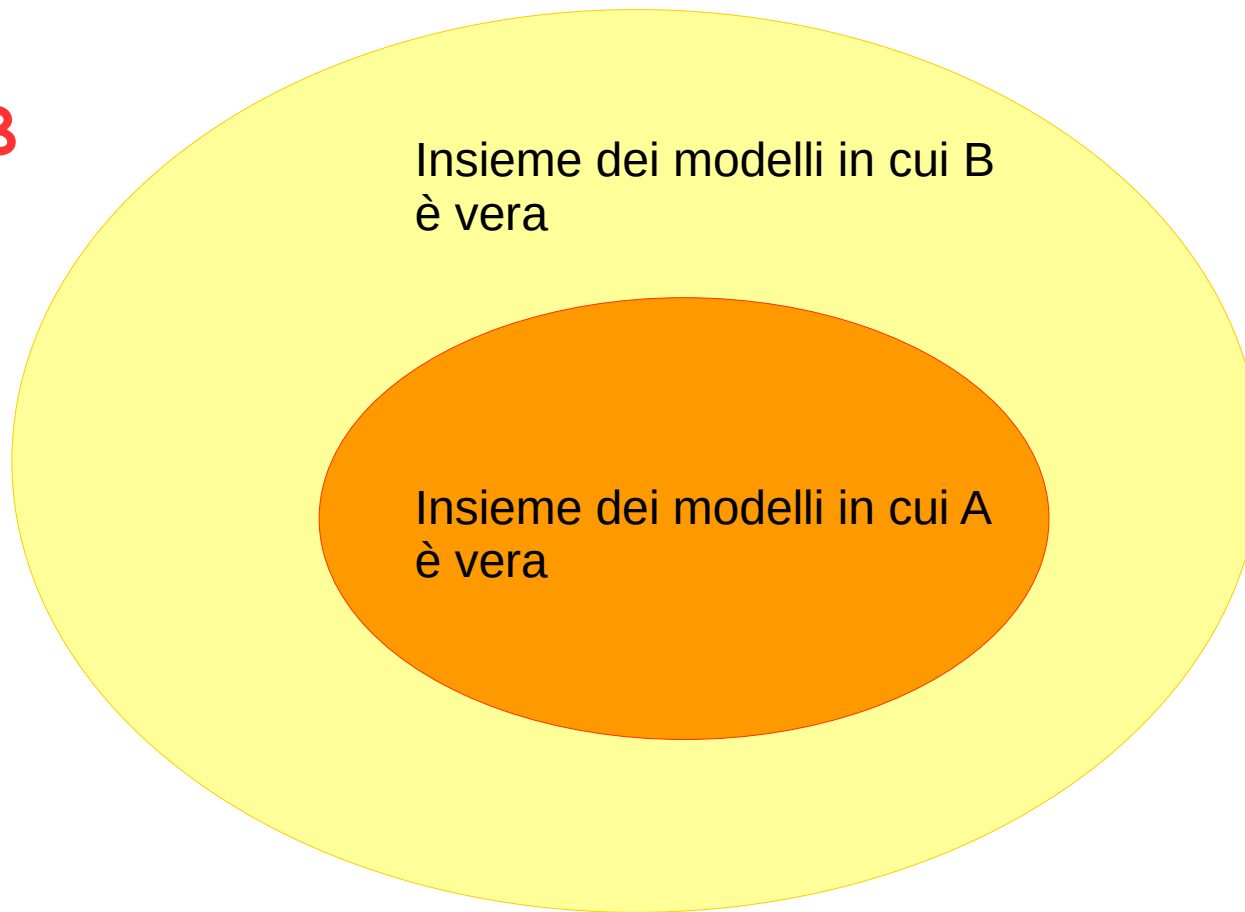 B
Insieme dei modelli in cui B
è vera
Insieme dei modelli in cui A
è vera